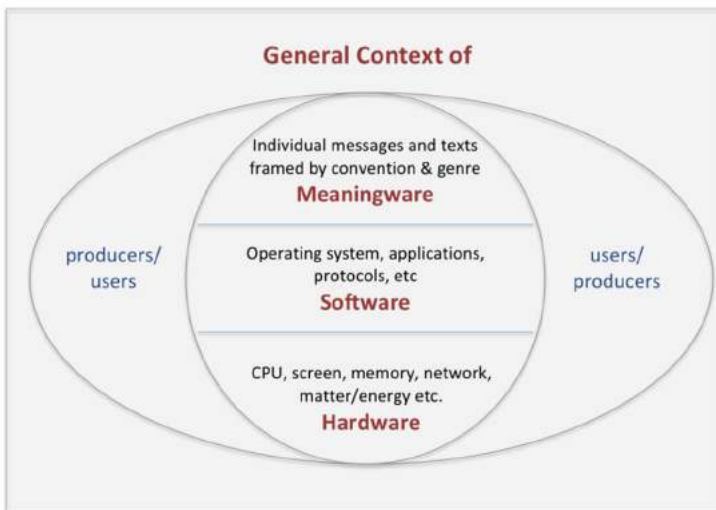 General Context of
Individual messages and texts
framed by convention & genre
Meaningware
producers/
users
Operating system, applications,
protocols, etc
Software
users/
producers
CPU, screen, memory, network,
matter/energy etc.
Hardware